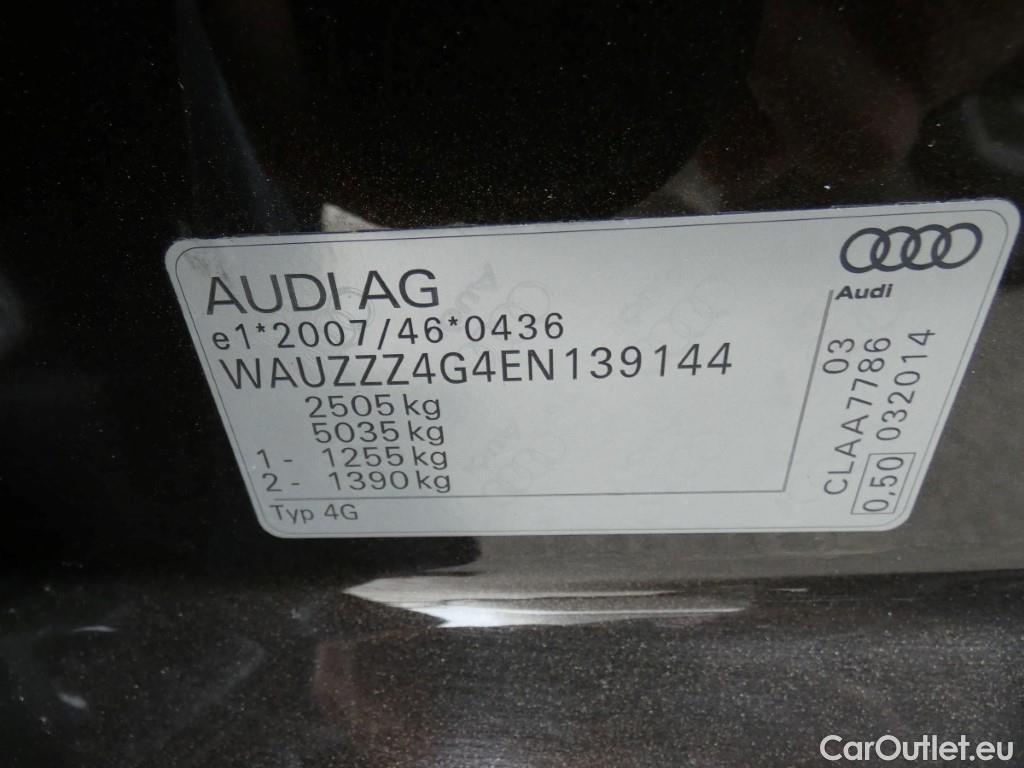 AUDI AG
e1*2007/46*0436
WAUZZZ4G4EN139144
2505 kg
5035 kg
1 - 1255 kg
2 - 1390 kg
Typ 4G
Audi
03
CLAA7786
0,50 032014
CarOutlet.eu